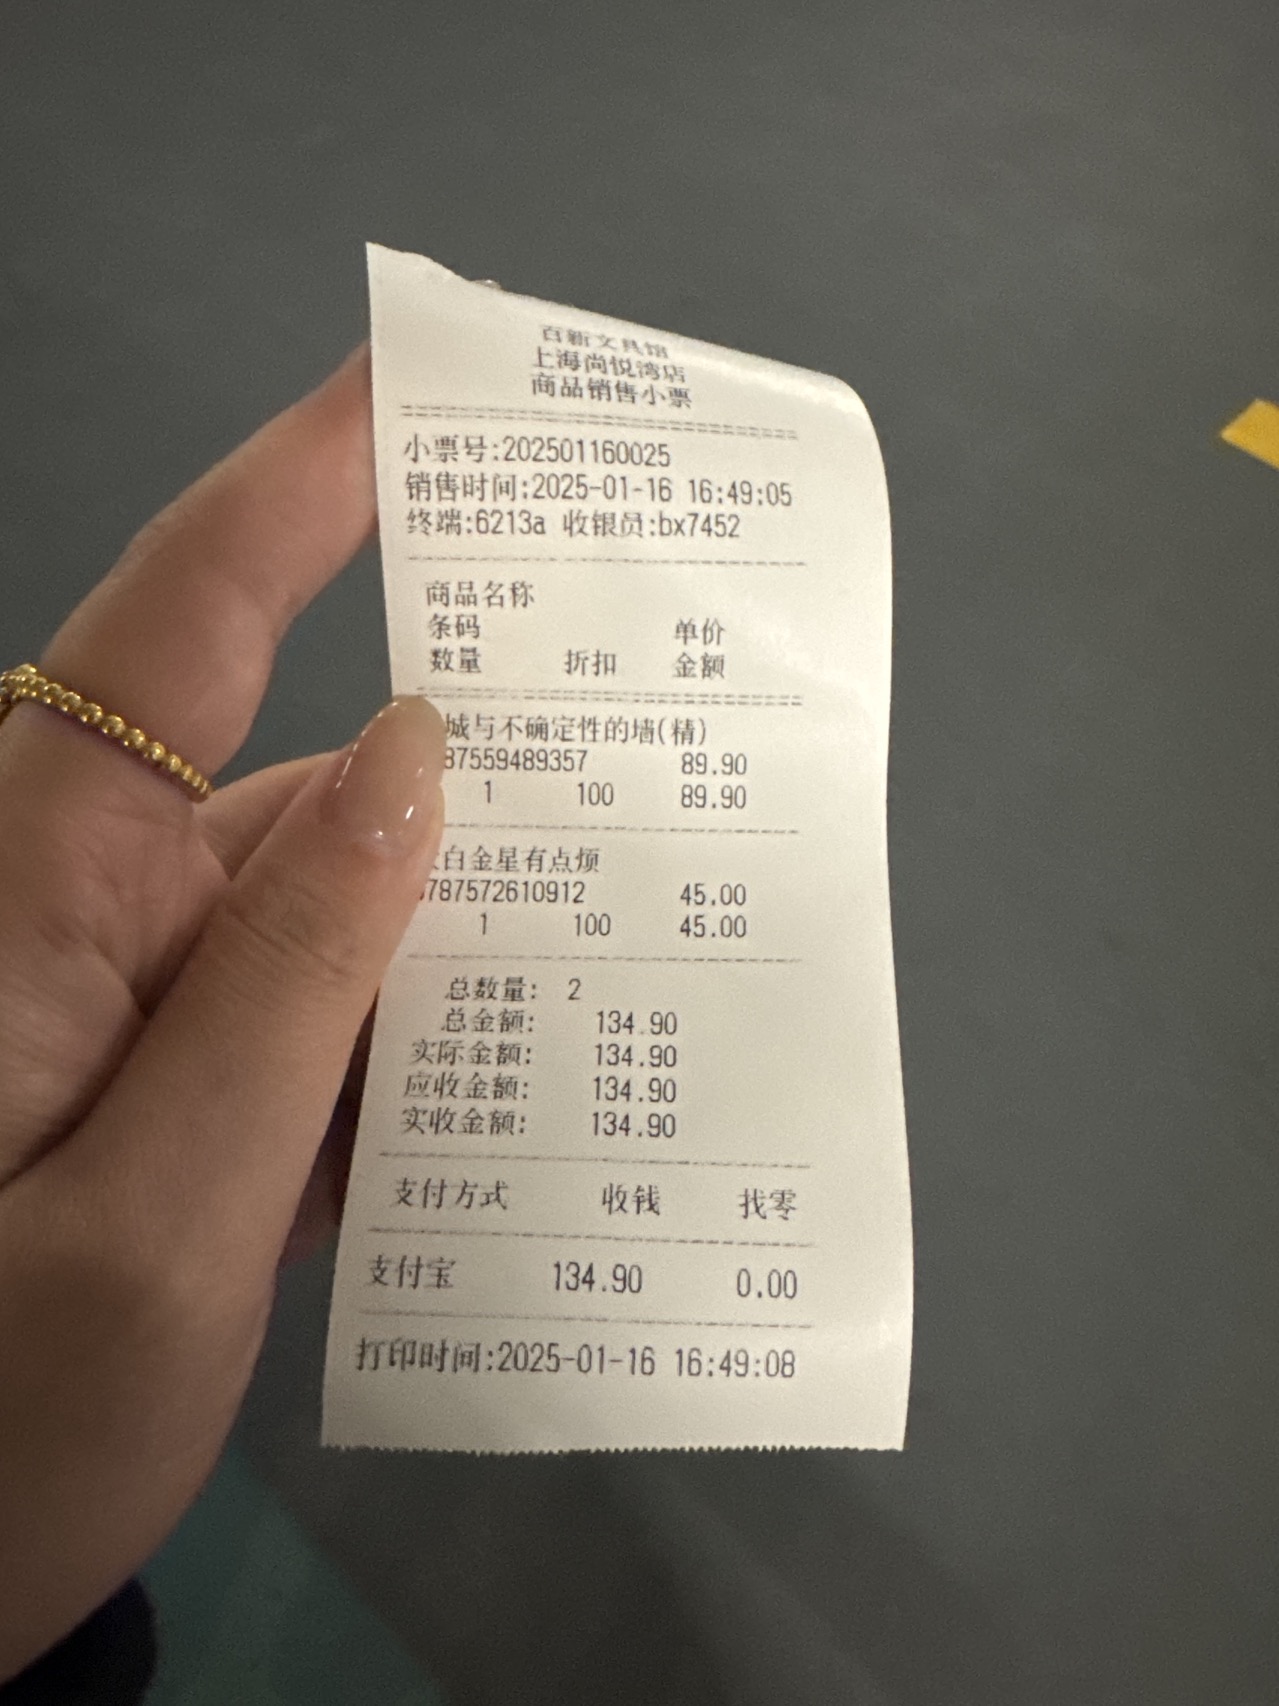 百新文具馆
上海尚悦湾店
商品销售小票
小票号:202501160025
销售时间:2025-01-16 16:49:05
终端:6213a 收银员:bx7452
商品名称
条码 单价
数量 折扣 金额
城与不确定性的墙(精)
87559489357 89.90
1 100 89.90
白金星有点烦
787572610912 45.00
1 100 45.00
总数量: 2
总金额: 134.90
实际金额: 134.90
应收金额: 134.90
实收金额: 134.90
支付方式 收钱 找零
支付宝 134.90 0.00
打印时间:2025-01-16 16:49:08